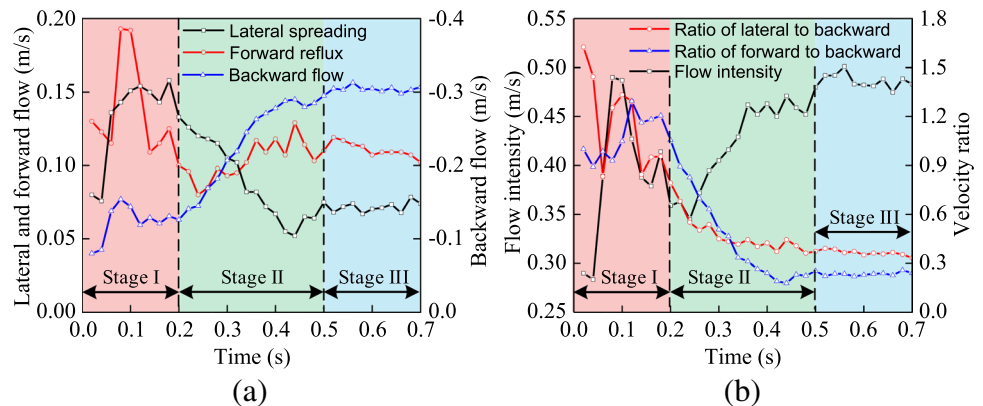 0.20
0.15
0.10
0.05
0.00
Lateral and forward flow (m/s)
Lateral spreading
Forward reflux
Backward flow
Stage I
Stage II
Stage III
-0.4
-0.3
-0.2
-0.1
0.0
Backward flow (m/s)
0.0 0.1 0.2 0.3 0.4 0.5 0.6 0.7
Time (s)
(a)
0.55
0.50
0.45
0.40
0.35
0.30
0.25
Flow intensity (m/s)
Ratio of lateral to backward
Ratio of forward to backward
Flow intensity
Stage III
Stage I
Stage II
1.8
1.5
1.2
0.9
0.6
0.3
0.0
Velocity ratio
0.0 0.1 0.2 0.3 0.4 0.5 0.6 0.7
Time (s)
(b)